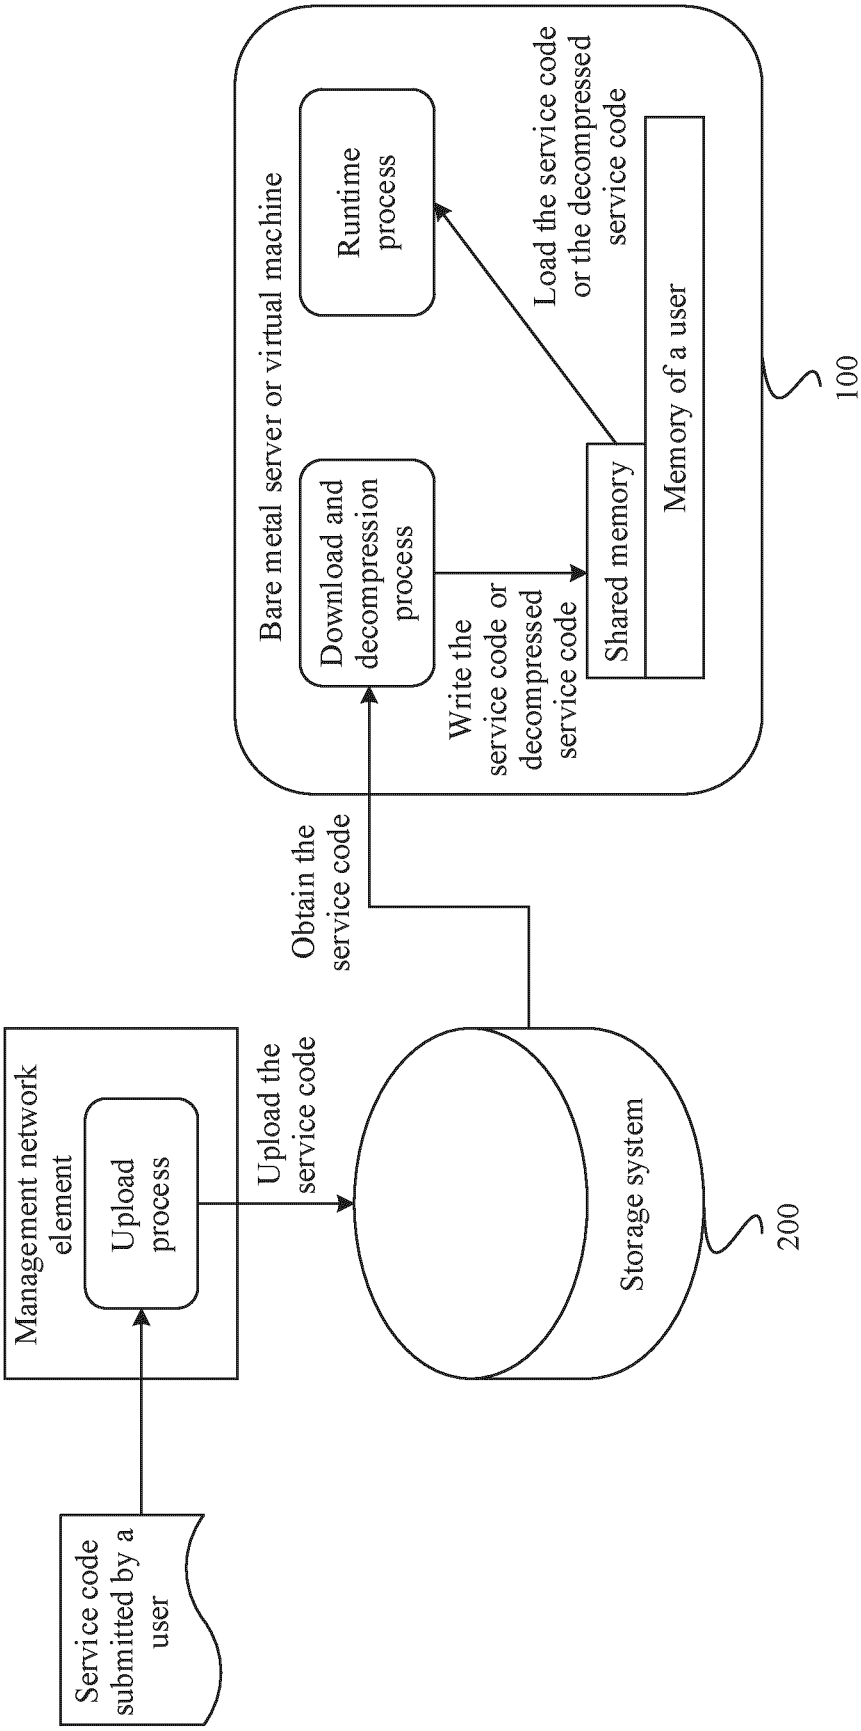 Service code
submitted by a
user
Management network
element
Upload
process
Upload the
service code
Storage system
200
Obtain the
service code
Bare metal server or virtual machine
Download and
decompression
process
Runtime
process
Write the
service code or
decompressed
service code
Load the service code
or the decompressed
service code
Shared memory
Memory of a user
100